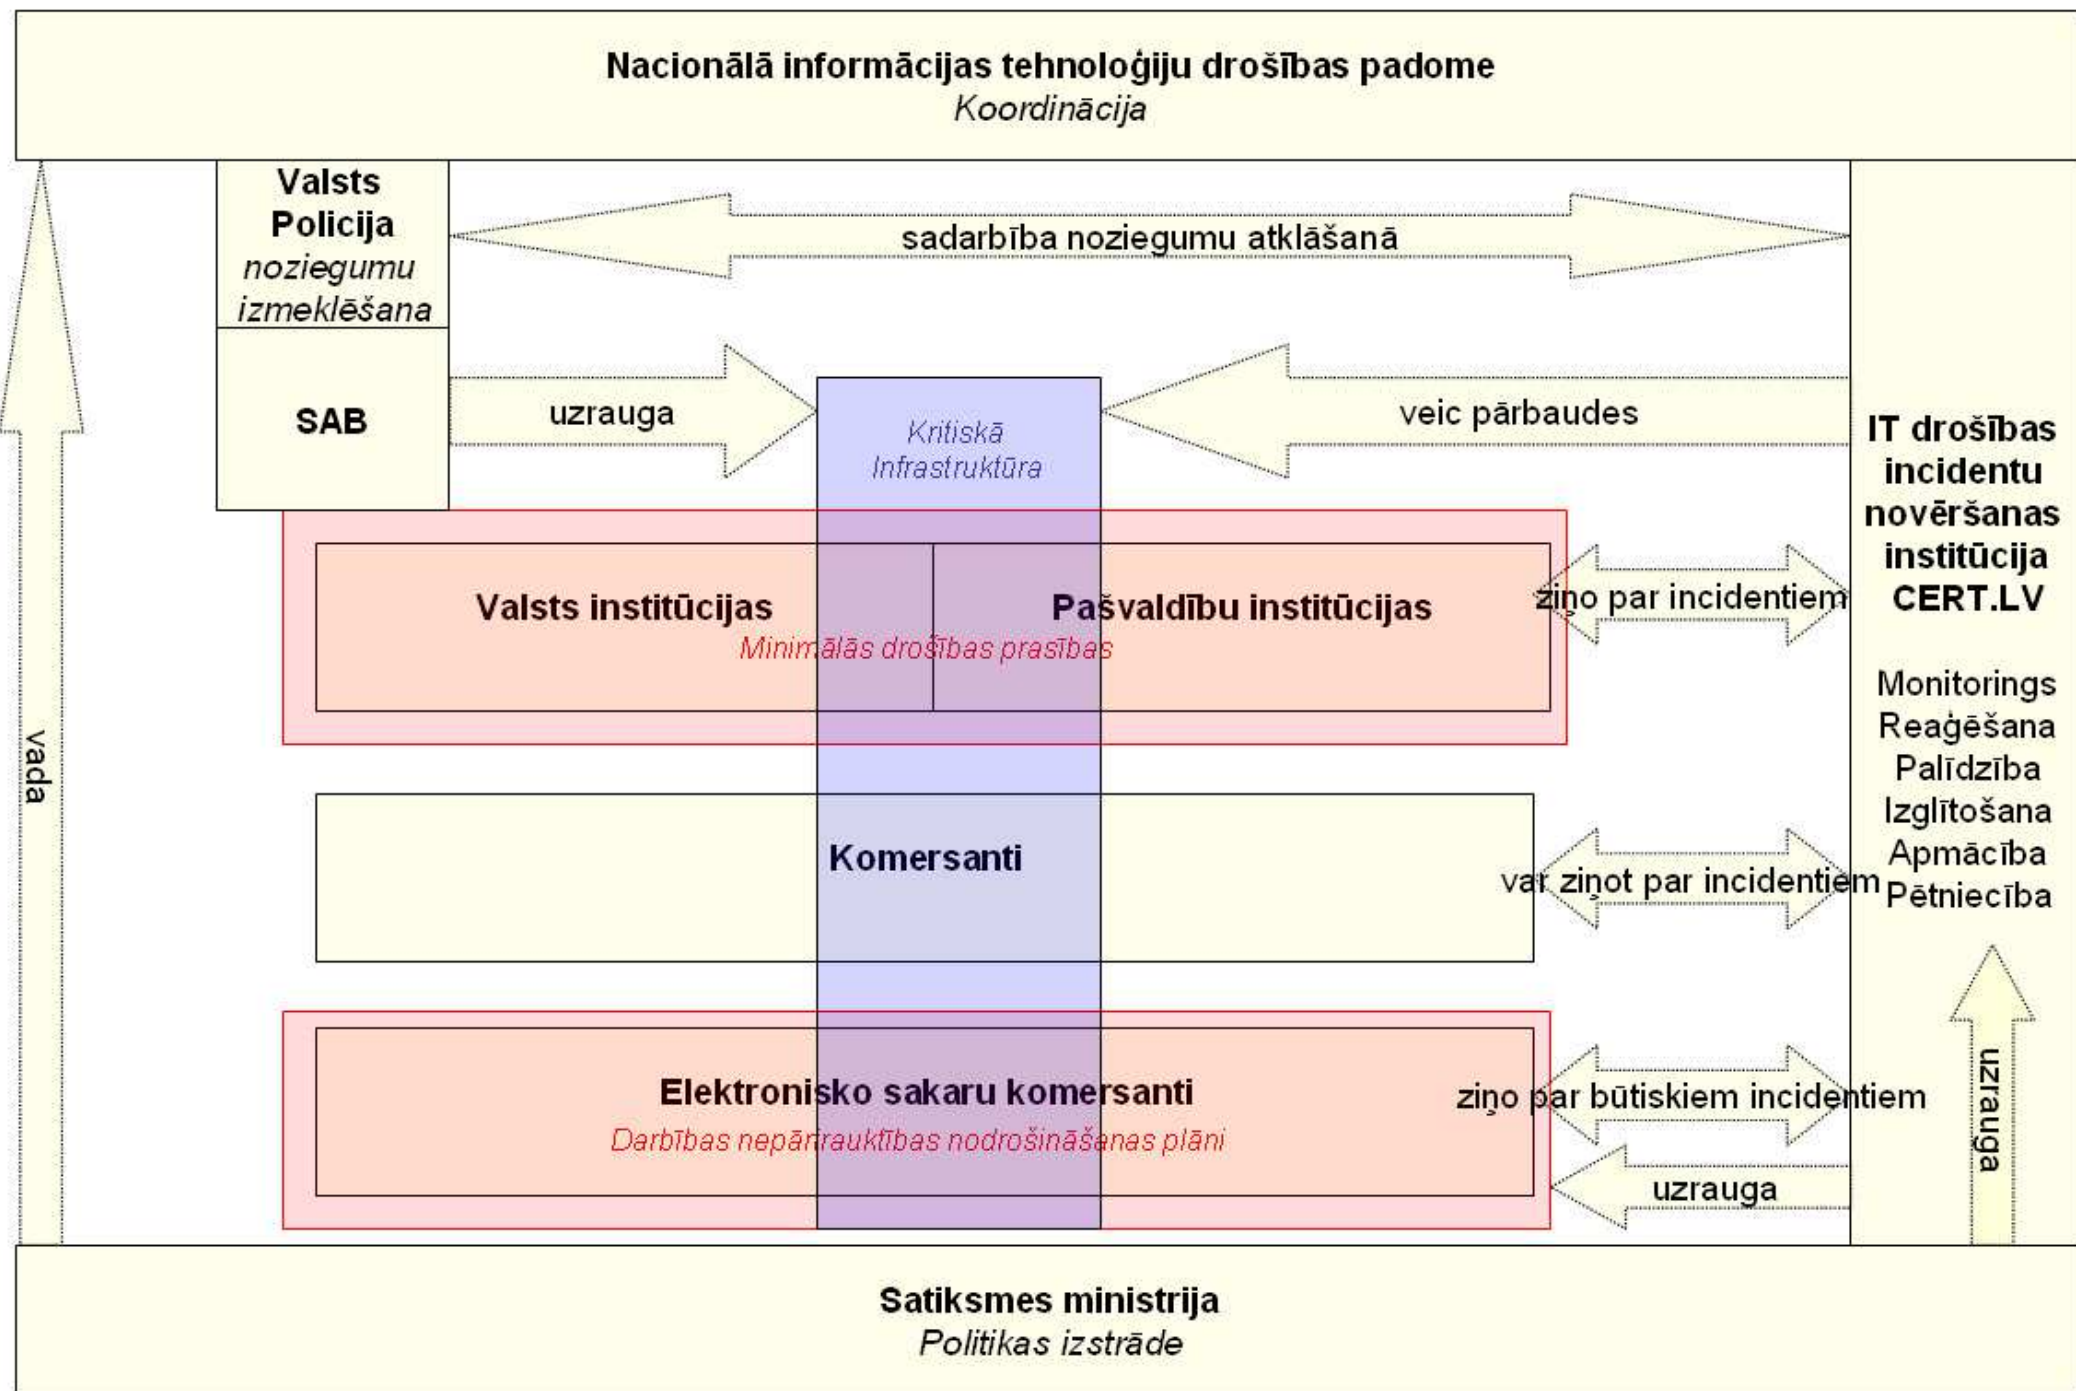 Nacionālā informācijas tehnoloģiju drošības padome
Koordinācija
Valsts
Policija
noziegumu
izmeklēšana
sadarbība noziegumu atklāšanā
SAB
uzrauga
Kritiskā
Infrastruktūra
veic pārbaudes
IT drošības
incidentu
novēršanas
institūcija
CERT.LV
Monitorings
Reaģēšana
Palīdzība
Izglītošana
Apmācība
Pētniecība
Valsts institūcijas
Pašvaldību institūcijas
Minimālās drošības prasības
ziņo par incidentiem
vada
Komersanti
var ziņot par incidentiem
Elektronisko sakaru komersanti
Darbības nepārtrauktības nodrošināšanas plāni
ziņo par būtiskiem incidentiem
uzrauga
uzrauga
Satiksmes ministrija
Politikas izstrāde